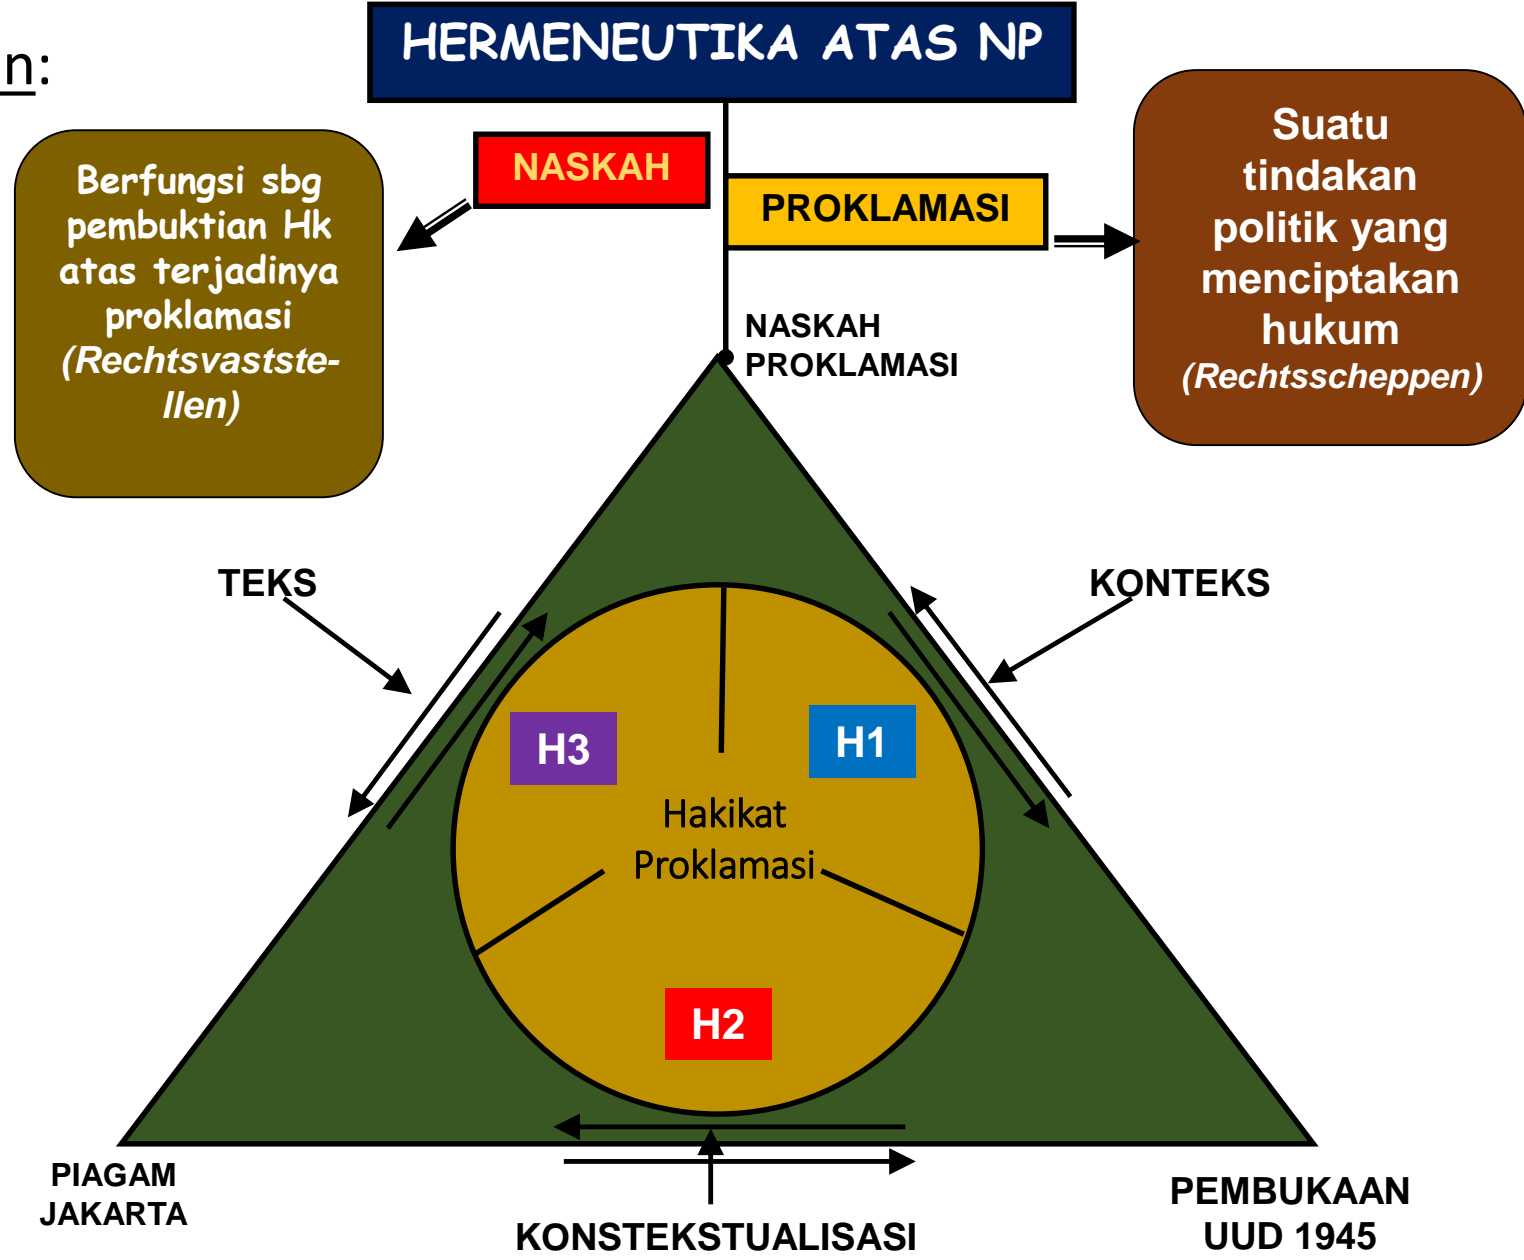 HERMENEUTIKA ATAS NP
n:
NASKAH
PROKLAMASI
Berfungsi sbg
pembuktian Hk
atas terjadinya
proklamasi
(Rechtsvastste-
llen)
Suatu
tindakan
politik yang
menciptakan
hukum
(Rechtsscheppen)
NASKAH
PROKLAMASI
TEKS
KONTEKS
H3
H1
Hakikat
Proklamasi
H2
PIAGAM
JAKARTA
KONSTEKSTUALISASI
PEMBUKAAN
UUD 1945